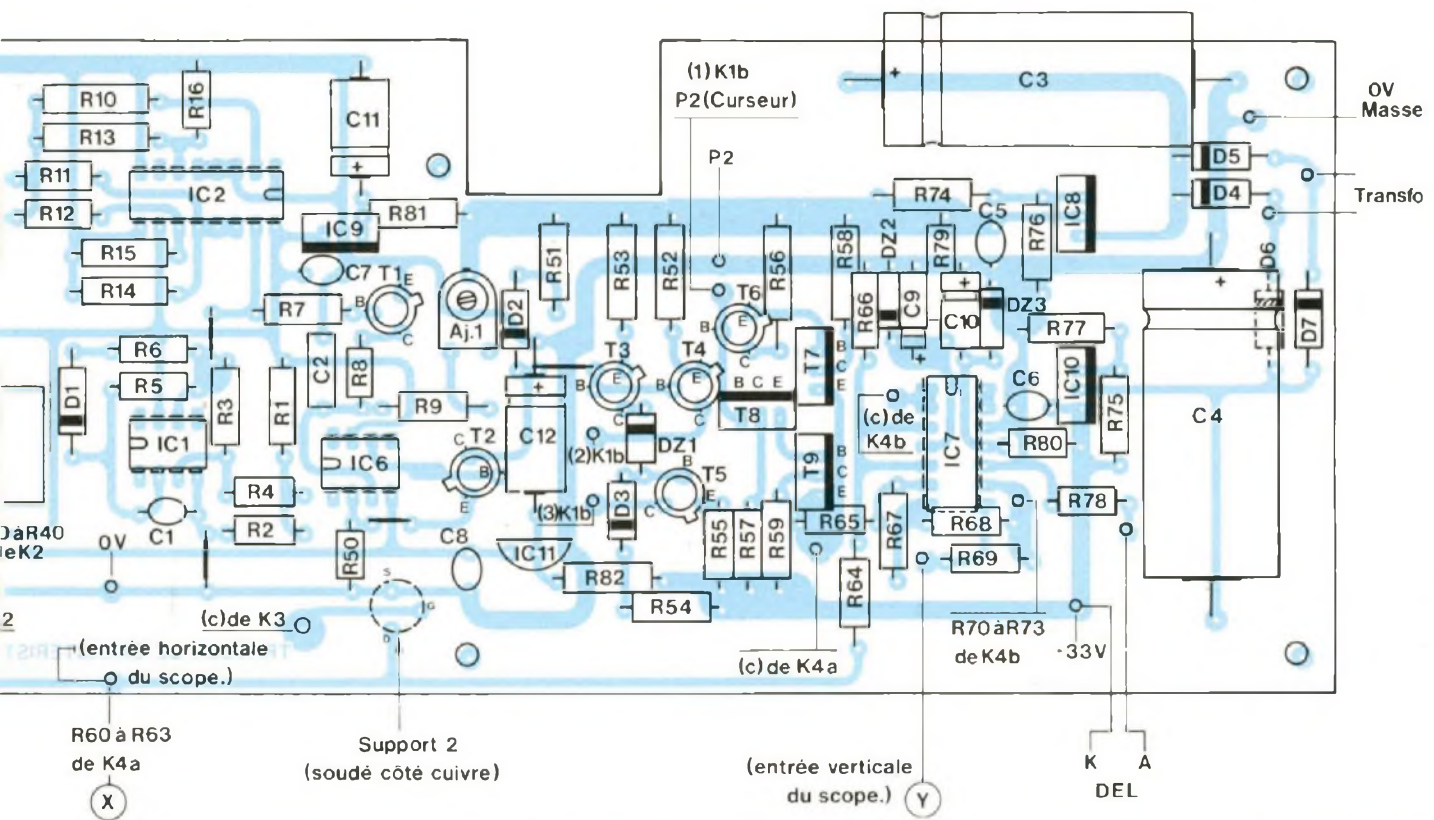 (1) K1b
P2 (Curseur)
P2
C3
0V
Masse
Transfo
R10
R16
R13
C11
+
R11
R12
IC2
R81
IC9
R15
R14
C7
T1
E
B
C
R7
Aj.1
D2
R51
R53
R52
R56
R58
DZ2
R74
R79
C5
R76
IC8
D5
D4
D6
D7
T6
B
E
C
R66
C9
+
C10
+
DZ3
R77
C6
IC10
R75
C4
+
+
R6
R5
D1
IC1
R3
R1
C2
R8
R9
T3
B
E
C
T4
B
E
C
B C E
T8
T7
B
C
E
(c) de
K4b
IC7
R80
R4
R2
C1
IC6
C
T2
B
E
+
C12
(2)K1b
DZ1
(3)K1b
D3
B
T5
E
C
T9
B
C
E
R55
R57
R59
R65
R67
R68
R69
R78
àR40
0V
R50
C8
IC11
R82
R54
R64
S
G
D
2
(c) de K3
(c) de K4a
R70 à R73
de K4b
-33V
(entrée horizontale
du scope.)
R60 à R63
de K4a
X
Support 2
(soudé côté cuivre)
(entrée verticale
du scope.)
Y
K
A
DEL